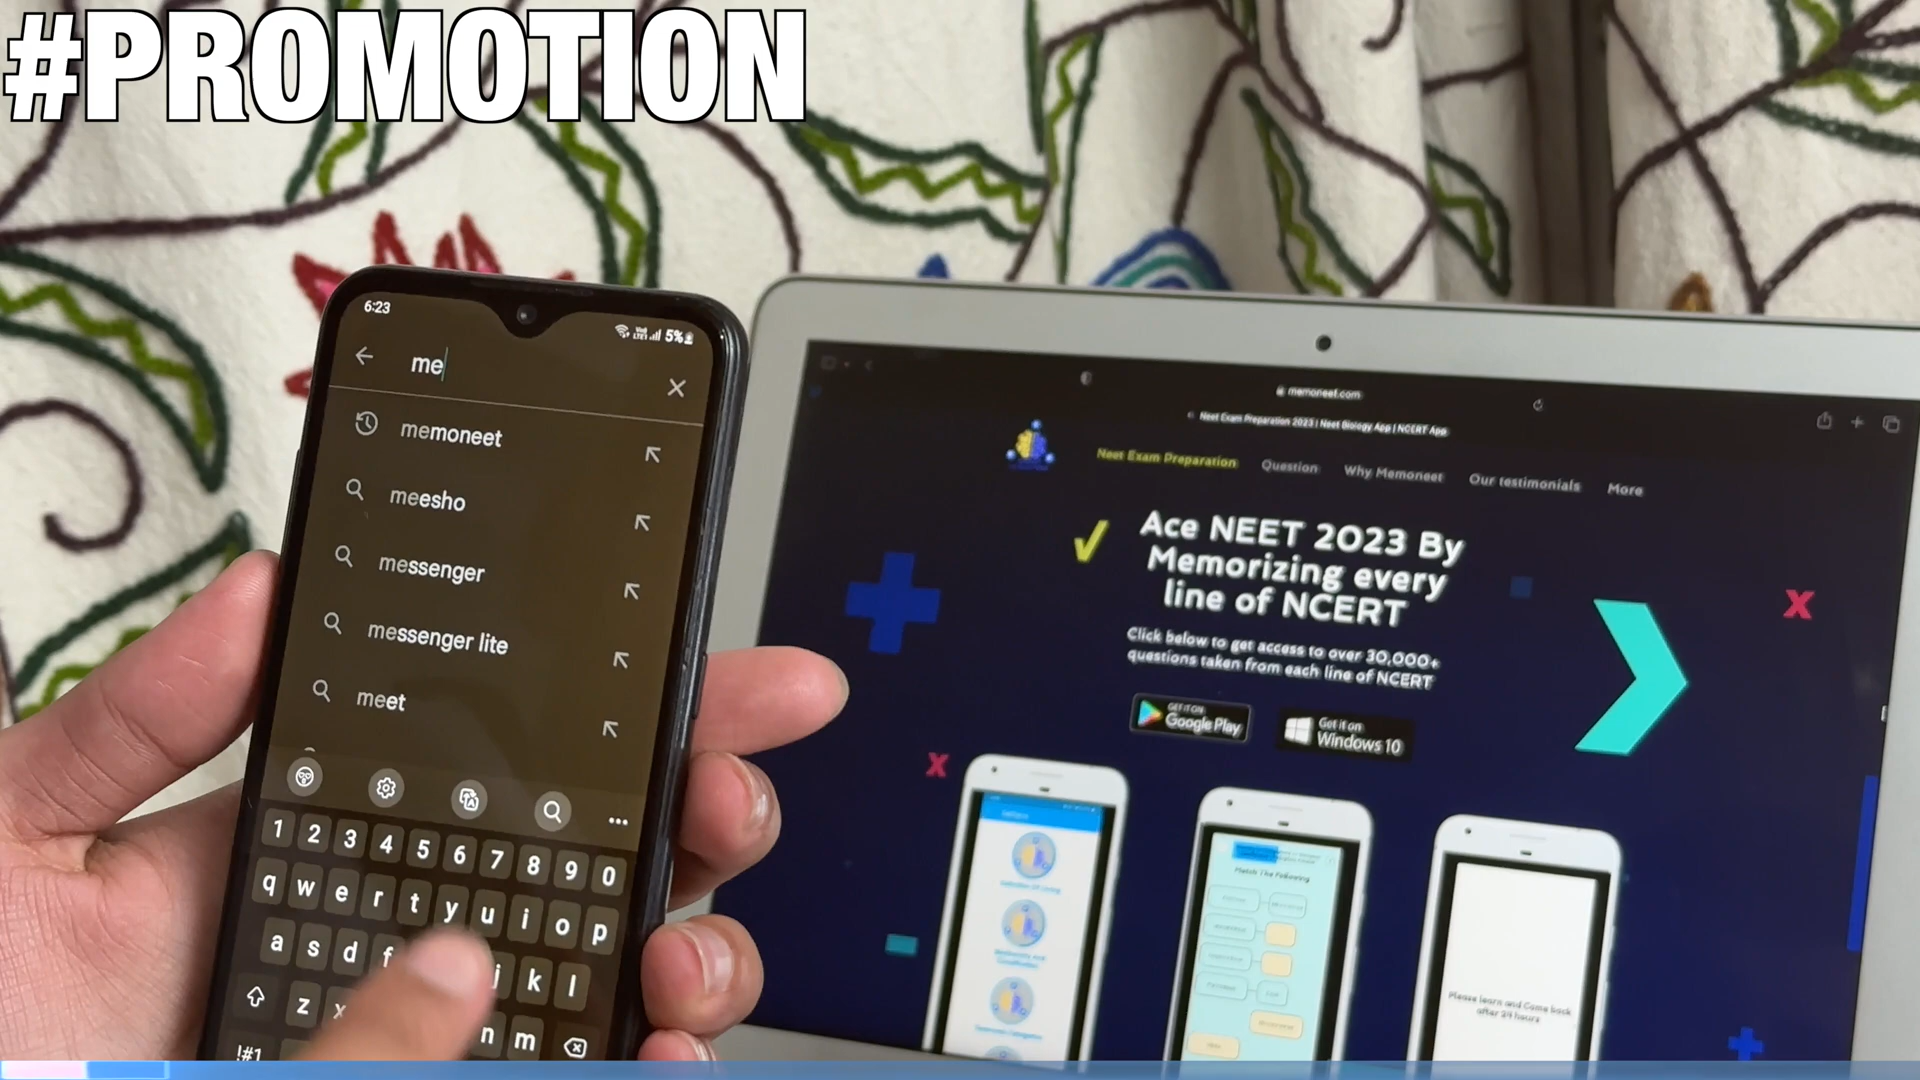 #PROMOTION
6:23
5%
me
memoneet
meesho
messenger
messenger lite
meet
1 2 3 4 5 6 7 8 9 0
q w e r t y u i o p
a s d f j k l
z x n m
!#1
memoneet.com
Neet Exam Preparation 2023 | Neet Biology App | NCERT App
Neet Exam Preparation Question Why Memoneet Our testimonials More
Ace NEET 2023 By
Memorizing every
line of NCERT
Click below to get access to over 30,000+
questions taken from each line of NCERT
GET IT ON
Google Play
Get it on
Windows 10
Match The Following
Please learn and Come back
after 24 hours